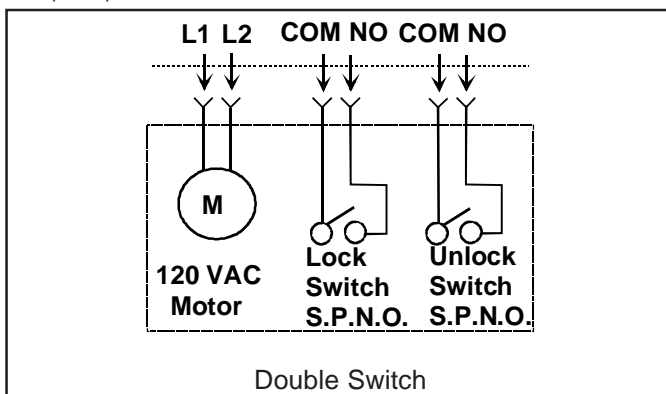 L1 L2 COM NO COM NO
M
120 VAC
Motor
Lock
Switch
S.P.N.O.
Unlock
Switch
S.P.N.O.
Double Switch